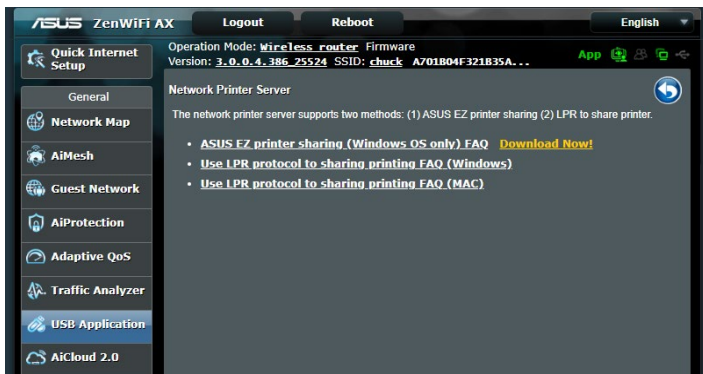 ASUS ZenWiFi AX Logout Reboot English
Quick Internet Setup
Operation Mode: Wireless router Firmware
Version: 3.0.0.4.386_25524 SSID: chuck A701B04F321B35A... App
General
Network Map
AiMesh
Guest Network
AiProtection
Adaptive QoS
Traffic Analyzer
USB Application
AiCloud 2.0
Network Printer Server
The network printer server supports two methods: (1) ASUS EZ printer sharing (2) LPR to share printer.
• ASUS EZ printer sharing (Windows OS only) FAQ Download Now!
• Use LPR protocol to sharing printing FAQ (Windows)
• Use LPR protocol to sharing printing FAQ (MAC)